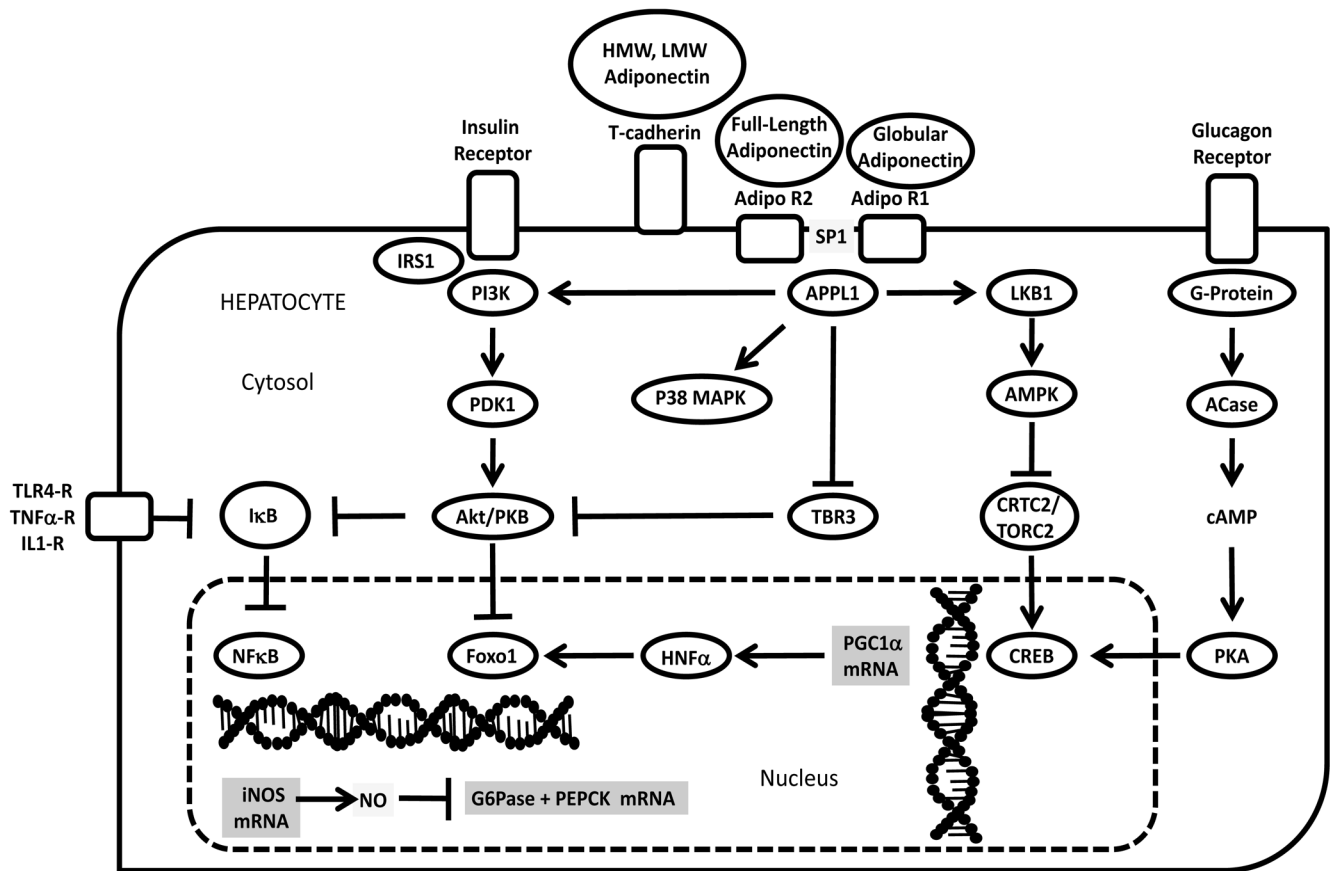 HMW, LMW
Adiponectin
Insulin
Receptor
T-cadherin
Full-Length
Adiponectin
Globular
Adiponectin
Glucagon
Receptor
Adipo R2
Adipo R1
SP1
IRS1
HEPATOCYTE
PI3K
APPL1
LKB1
G-Protein
Cytosol
PDK1
P38 MAPK
AMPK
ACase
TLR4-R
TNFα-R
IL1-R
IκB
Akt/PKB
TBR3
CRTC2/
TORC2
cAMP
NFκB
Foxo1
HNFα
PGC1α
mRNA
CREB
PKA
Nucleus
iNOS
mRNA
NO
G6Pase + PEPCK mRNA